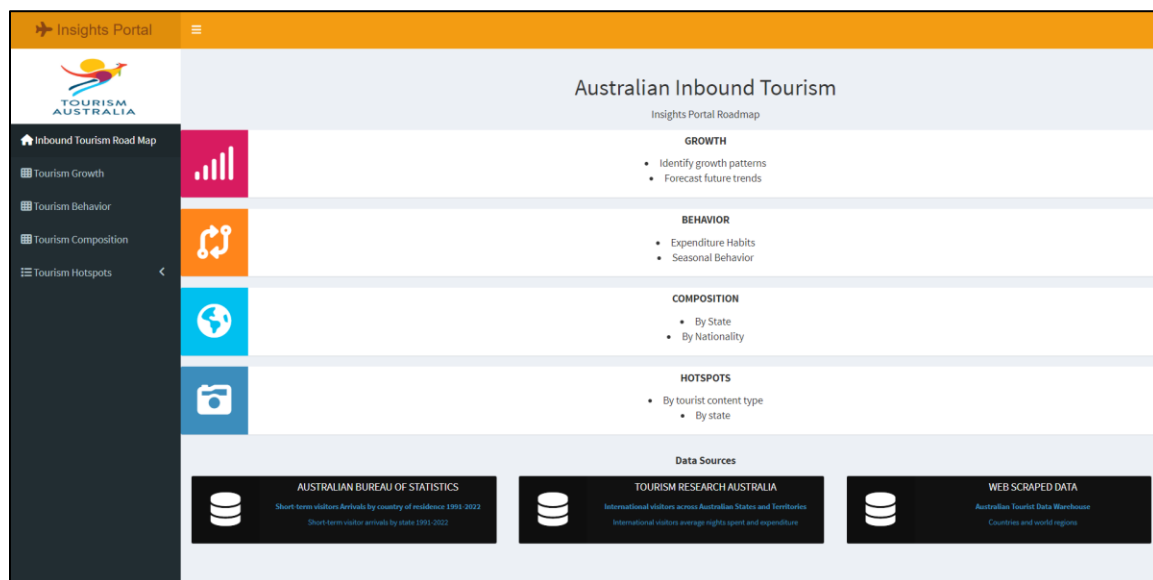 Insights Portal
TOURISM
AUSTRALIA
Inbound Tourism Road Map
Tourism Growth
Tourism Behavior
Tourism Composition
Tourism Hotspots
Australian Inbound Tourism
Insights Portal Roadmap
GROWTH
• Identify growth patterns
• Forecast future trends
BEHAVIOR
• Expenditure Habits
• Seasonal Behavior
COMPOSITION
• By State
• By Nationality
HOTSPOTS
• By tourist content type
• By state
Data Sources
AUSTRALIAN BUREAU OF STATISTICS
Short-term visitors Arrivals by country of residence 1991-2022
Short-term visitor arrivals by state 1991-2022
TOURISM RESEARCH AUSTRALIA
International visitors across Australian States and Territories
International visitors average nights spent and expenditure
WEB SCRAPED DATA
Australian Tourist Data Warehouse
Countries and world regions